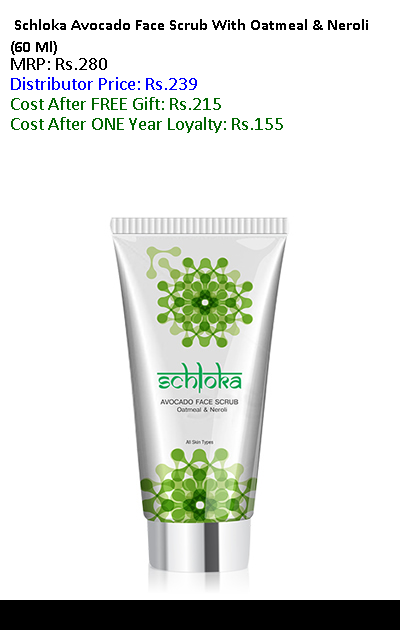 Schloka Avocado Face Scrub With Oatmeal & Neroli
(60 Ml)
MRP: Rs.280
Distributor Price: Rs.239
Cost After FREE Gift: Rs.215
Cost After ONE Year Loyalty: Rs.155
schloka
AVOCADO FACE SCRUB
Oatmeal & Neroli
All Skin Types